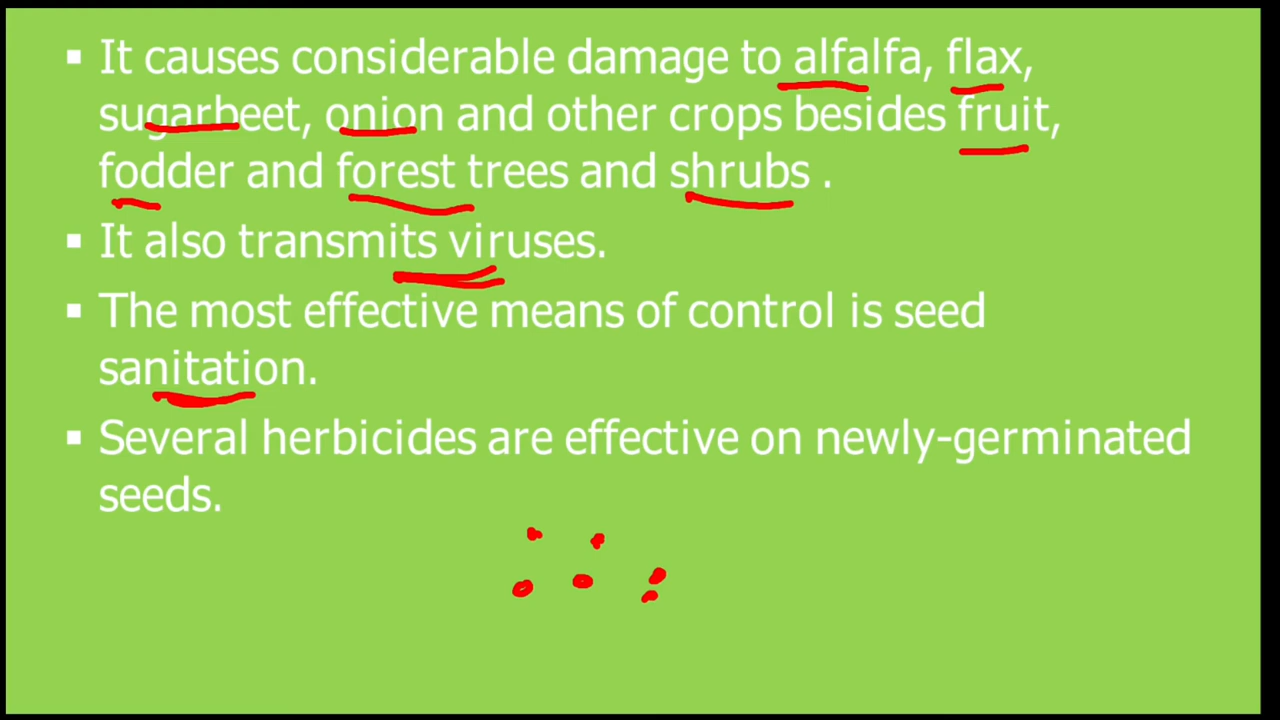 ▪ It causes considerable damage to alfalfa, flax,
sugarbeet, onion and other crops besides fruit,
fodder and forest trees and shrubs .
▪ It also transmits viruses.
▪ The most effective means of control is seed
sanitation.
▪ Several herbicides are effective on newly-germinated
seeds.